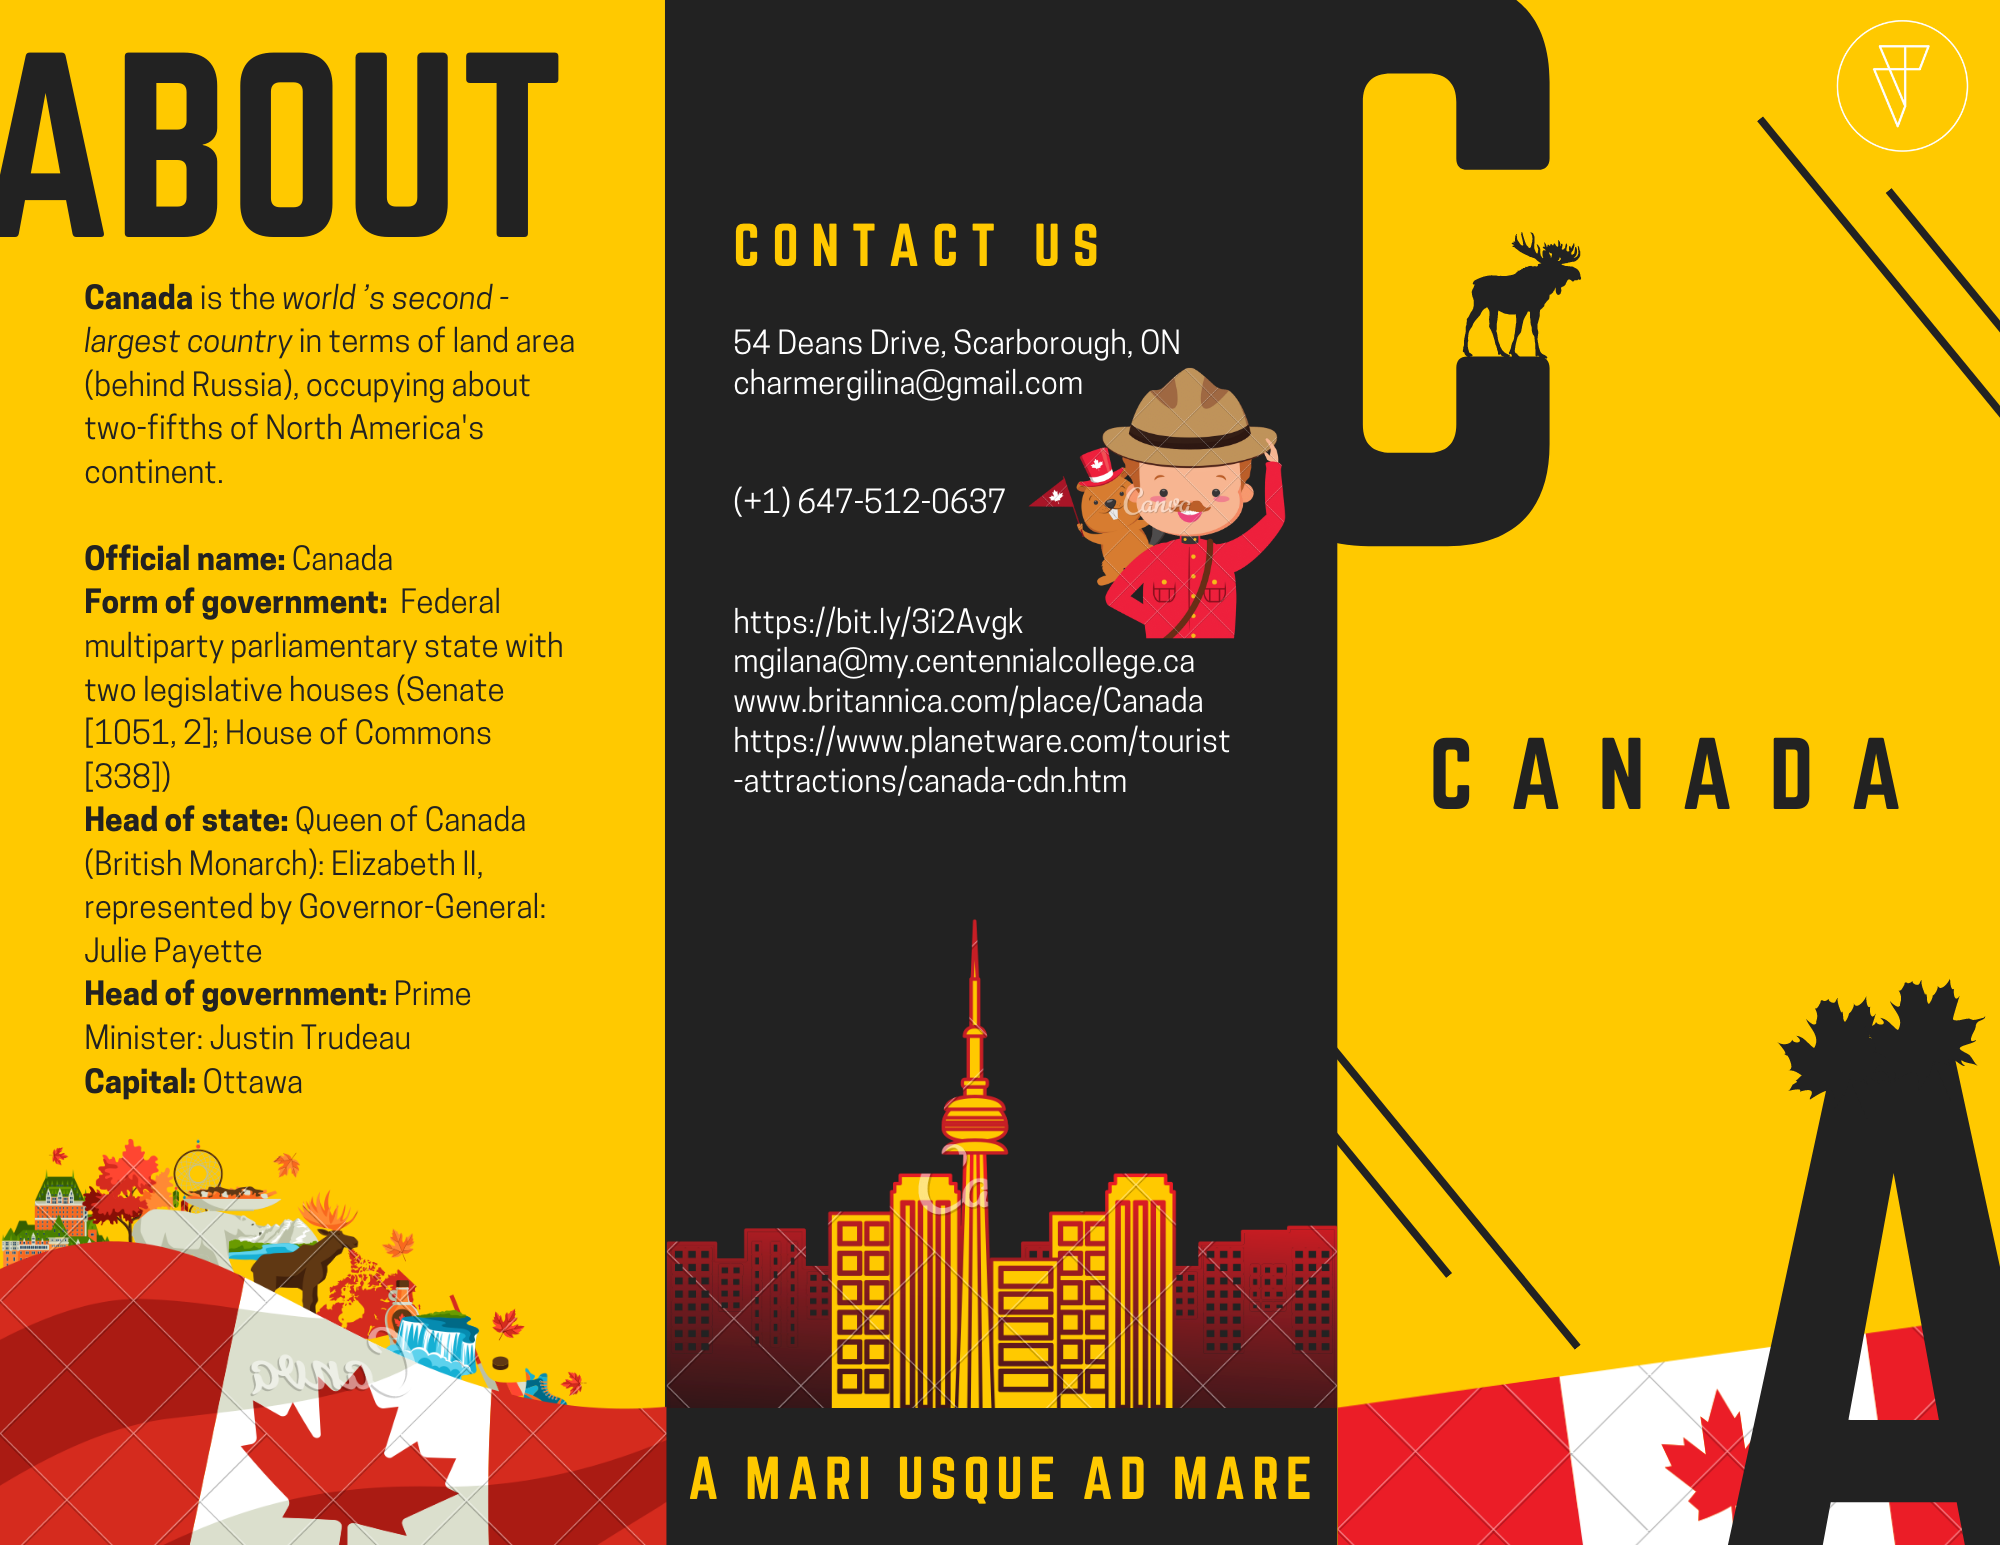 ABOUT
Canada is the world ’s second -
largest country in terms of land area
(behind Russia), occupying about
two-fifths of North America's
continent.
Official name: Canada
Form of government:  Federal
multiparty parliamentary state with
two legislative houses (Senate
[1051, 2]; House of Commons
[338])
Head of state: Queen of Canada
(British Monarch): Elizabeth II,
represented by Governor-General:
Julie Payette
Head of government: Prime
Minister: Justin Trudeau
Capital: Ottawa
Canva
CONTACT US
54 Deans Drive, Scarborough, ON
charmergilina@gmail.com
Canva
(+1) 647-512-0637
https://bit.ly/3i2Avgk
mgilana@my.centennialcollege.ca
www.britannica.com/place/Canada
https://www.planetware.com/tourist
-attractions/canada-cdn.htm
Ca
A MARI USQUE AD MARE
C
CANADA
A